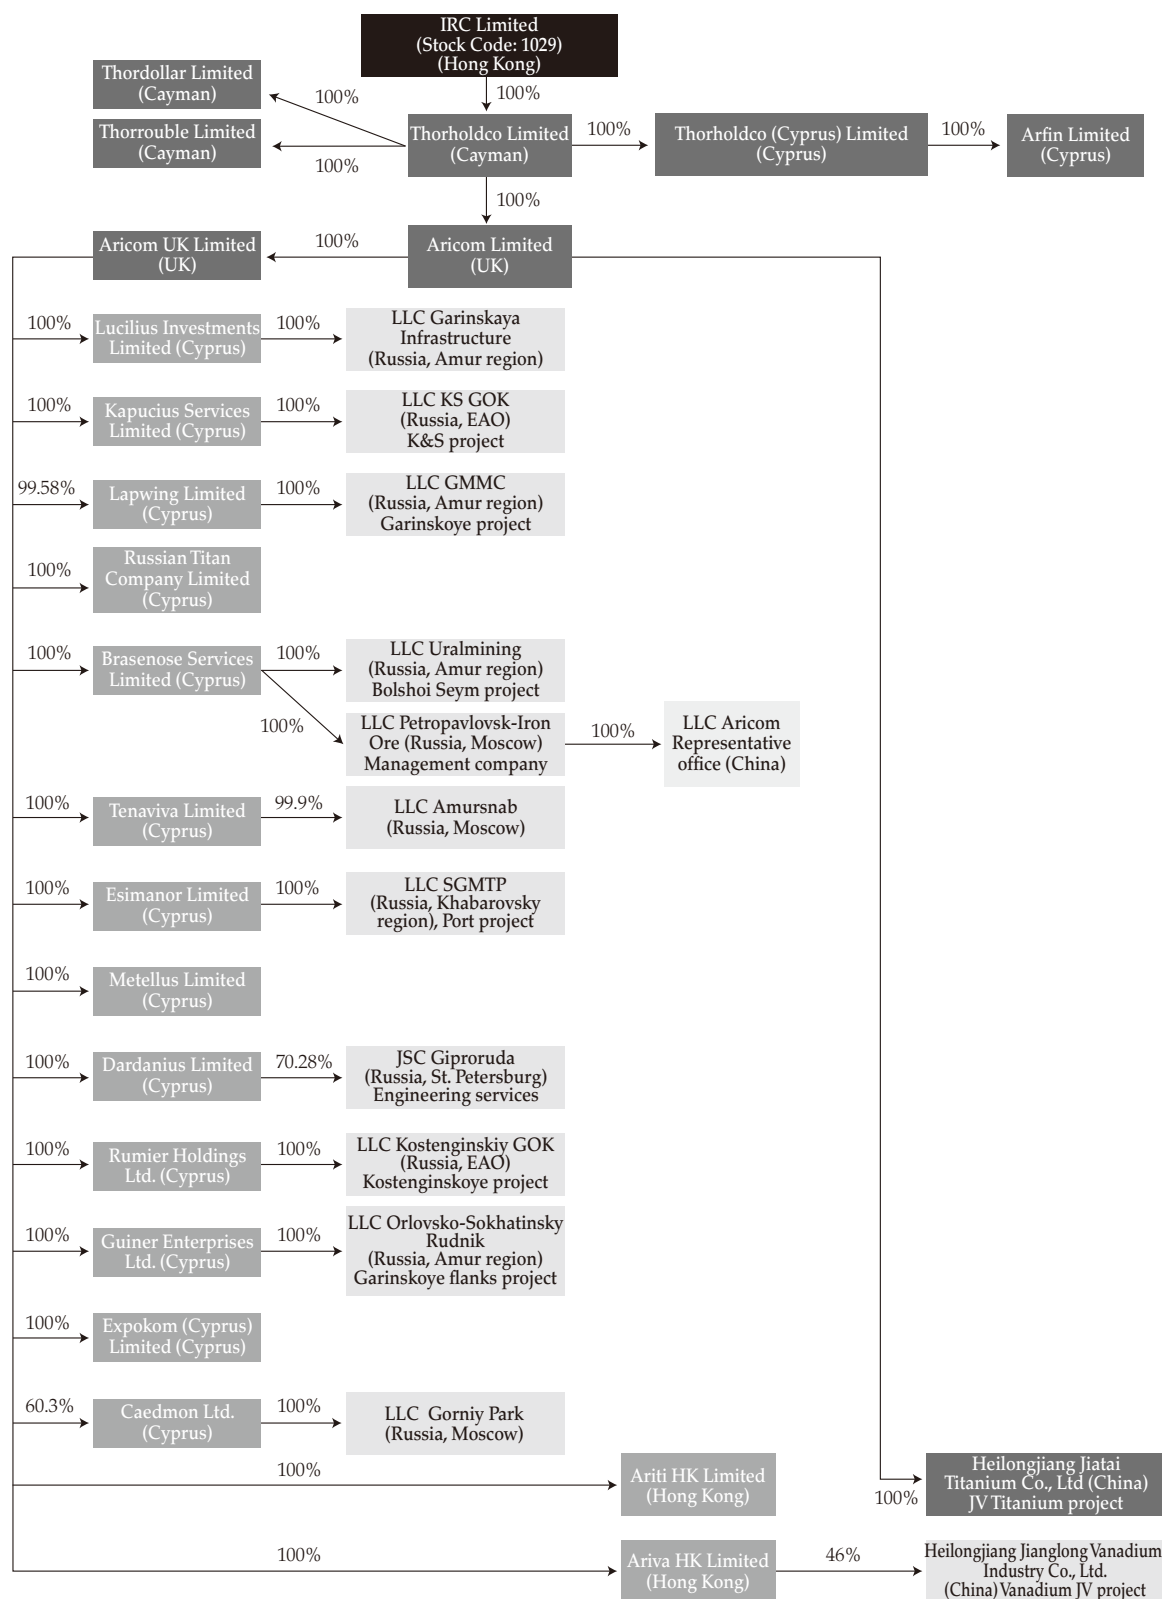 IRC Limited
(Stock Code: 1029)
(Hong Kong)
Thordollar Limited
(Cayman)
100%
100%
Thorrouble Limited
(Cayman)
100%
Thorholdco Limited
(Cayman)
100%
Thorholdco (Cyprus) Limited
(Cyprus)
100%
Arfin Limited
(Cyprus)
100%
Aricom UK Limited
(UK)
100%
Aricom Limited
(UK)
100%
Lucilius Investments
Limited (Cyprus)
100%
LLC Garinskaya
Infrastructure
(Russia, Amur region)
100%
Kapucius Services
Limited (Cyprus)
100%
LLC KS GOK
(Russia, EAO)
K&S project
99.58%
Lapwing Limited
(Cyprus)
100%
LLC GMMC
(Russia, Amur region)
Garinskoye project
100%
Russian Titan
Company Limited
(Cyprus)
100%
Brasenose Services
Limited (Cyprus)
100%
LLC Uralmining
(Russia, Amur region)
Bolshoi Seym project
100%
LLC Petropavlovsk-Iron
Ore (Russia, Moscow)
Management company
100%
LLC Aricom
Representative
office (China)
100%
Tenaviva Limited
(Cyprus)
99.9%
LLC Amursnab
(Russia, Moscow)
100%
Esimanor Limited
(Cyprus)
100%
LLC SGMTP
(Russia, Khabarovsky
region), Port project
100%
Metellus Limited
(Cyprus)
100%
Dardanius Limited
(Cyprus)
70.28%
JSC Giproruda
(Russia, St. Petersburg)
Engineering services
100%
Rumier Holdings
Ltd. (Cyprus)
100%
LLC Kostenginskiy GOK
(Russia, EAO)
Kostenginskoye project
100%
Guiner Enterprises
Ltd. (Cyprus)
100%
LLC Orlovsko-Sokhatinsky
Rudnik
(Russia, Amur region)
Garinskoye flanks project
100%
Expokom (Cyprus)
Limited (Cyprus)
60.3%
Caedmon Ltd.
(Cyprus)
100%
LLC Gorniy Park
(Russia, Moscow)
100%
Ariti HK Limited
(Hong Kong)
100%
Heilongjiang Jiatai
Titanium Co., Ltd (China)
JV Titanium project
100%
Ariva HK Limited
(Hong Kong)
46%
Heilongjiang Jianglong Vanadium
Industry Co., Ltd.
(China) Vanadium JV project